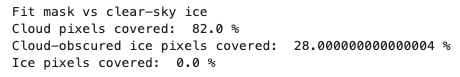 Fit mask vs clear-sky ice
Cloud pixels covered:  82.0 %
Cloud-obscured ice pixels covered:  28.000000000000004 %
Ice pixels covered:  0.0 %